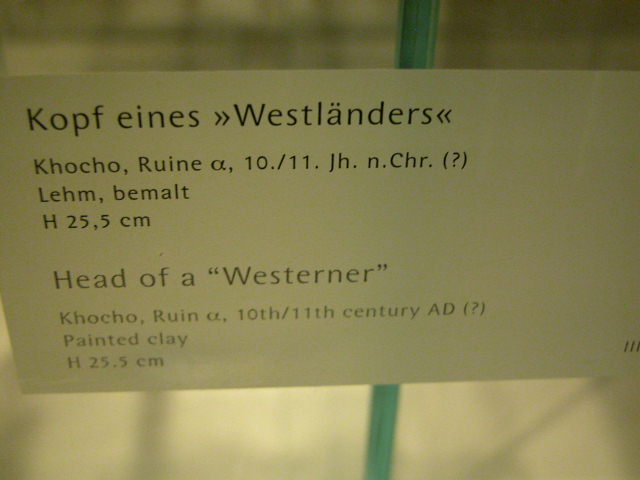 Kopf eines »Westländers«
Khocho, Ruine α, 10./11. Jh. n.Chr. (?)
Lehm, bemalt
H 25,5 cm
Head of a “Westerner”
Khocho, Ruin α, 10th/11th century AD (?)
Painted clay
H 25.5 cm